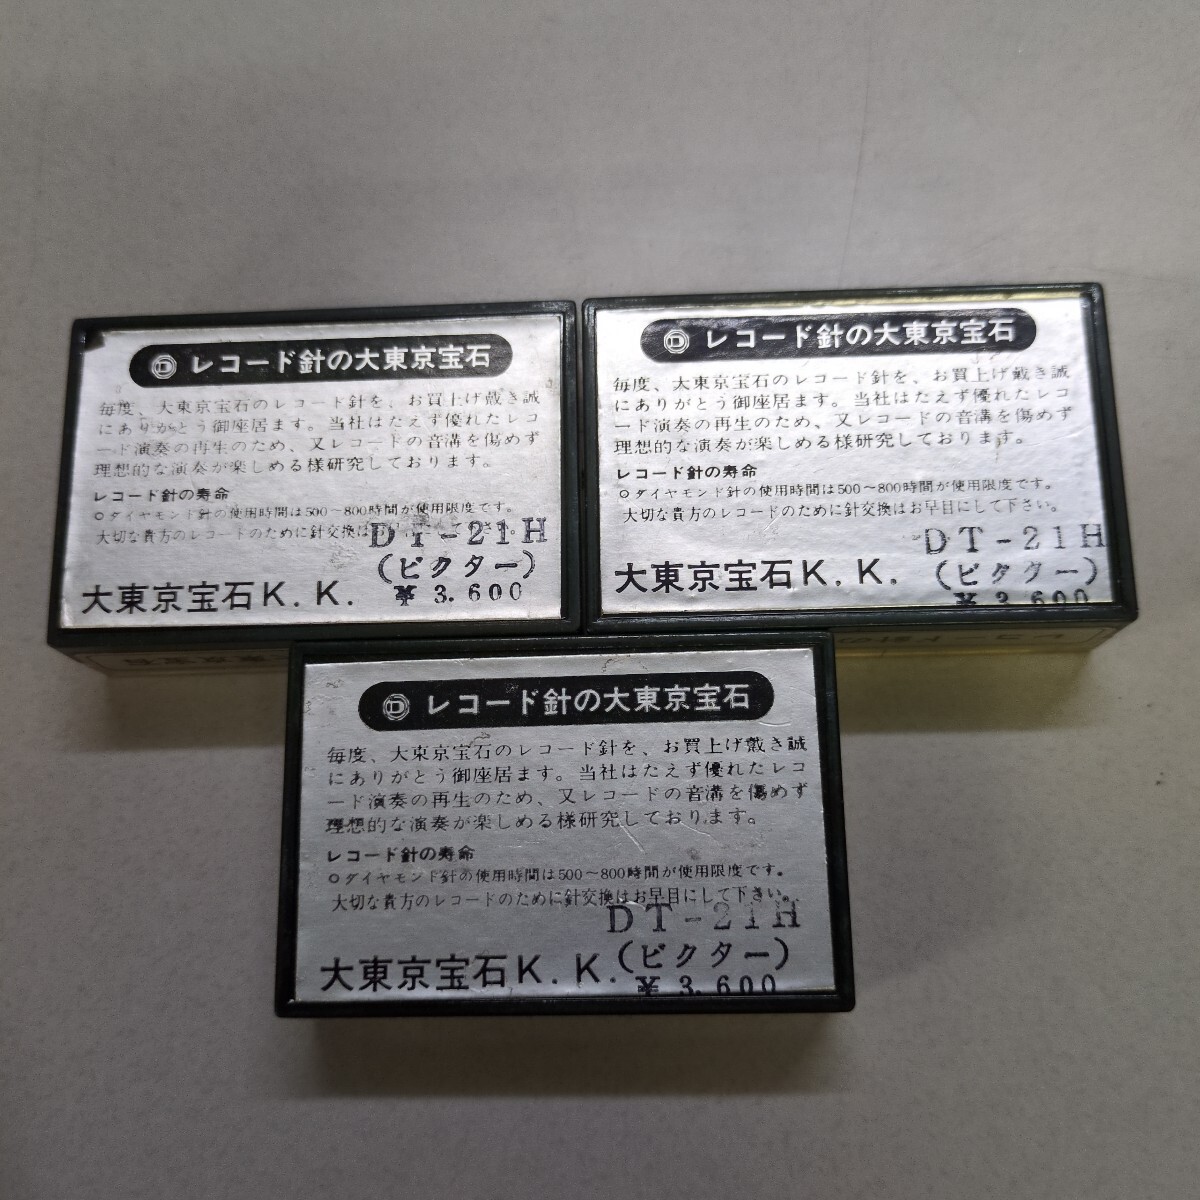 D レコード針の大東京宝石
毎度、大東京宝石のレコード針を、お買上げ戴き誠
にありがとう御座居ます。当社はたえず優れたレコ
ード演奏の再生のため、又レコードの音溝を傷めず
理想的な演奏が楽しめる様研究しております。
レコード針の寿命
○ダイヤモンド針の使用時間は500～800時間が使用限度です。
大切な貴方のレコードのために針交換はお早目にして下さい。
DT-21H
(ビクター)
大東京宝石K.K.
¥ 3.600
D レコード針の大東京宝石
毎度、大東京宝石のレコード針を、お買上げ戴き誠
にありがとう御座居ます。当社はたえず優れたレコ
ード演奏の再生のため、又レコードの音溝を傷めず
理想的な演奏が楽しめる様研究しております。
レコード針の寿命
○ダイヤモンド針の使用時間は500～800時間が使用限度です。
大切な貴方のレコードのために針交換はお早目にして下さい。
DT-21H
(ビクター)
大東京宝石K.K.
¥ 3.600
D レコード針の大東京宝石
毎度、大東京宝石のレコード針を、お買上げ戴き誠
にありがとう御座居ます。当社はたえず優れたレコ
ード演奏の再生のため、又レコードの音溝を傷めず
理想的な演奏が楽しめる様研究しております。
レコード針の寿命
○ダイヤモンド針の使用時間は500～800時間が使用限度です。
大切な貴方のレコードのために針交換はお早目にして下さい。
DT-21H
(ビクター)
大東京宝石K.K.
¥ 3.600